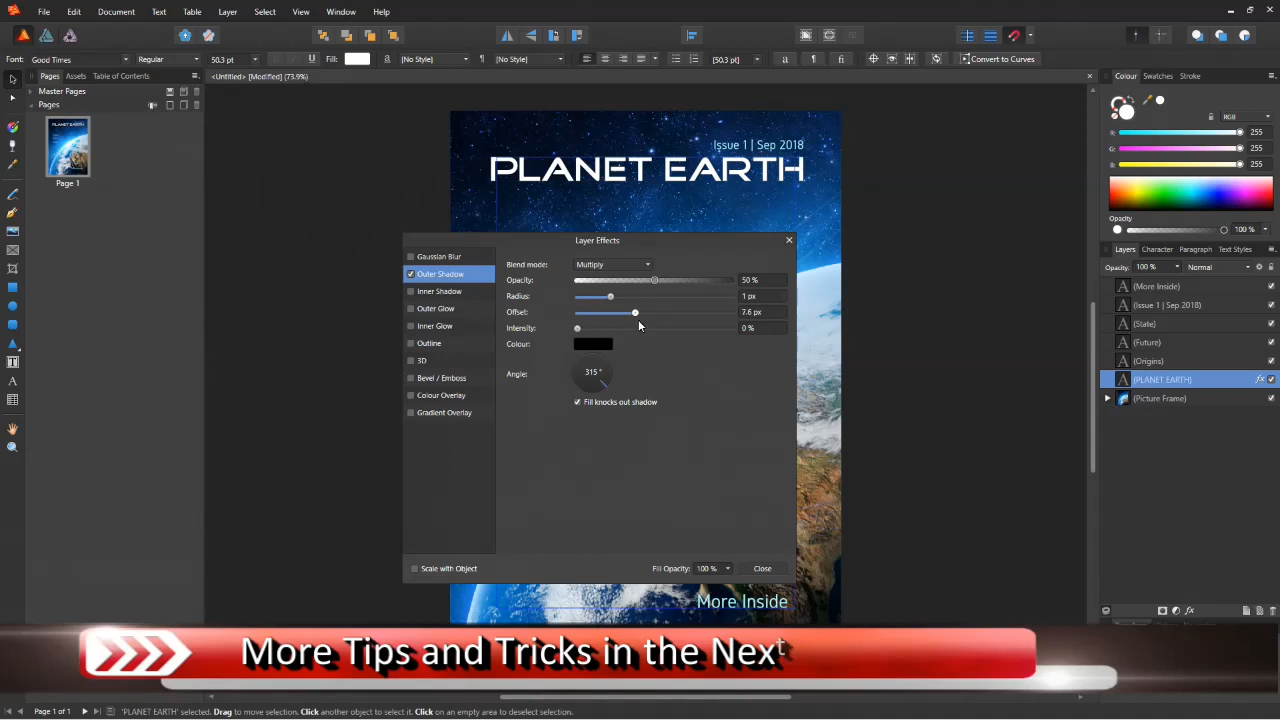 File Edit Document Text Table Layer Select View Window Help
Font: Good Times Regular 50.3 pt Fill: a [No Style] ¶ [No Style] [50.3 pt] a ¶ fi Convert to Curves
Pages Assets Table of Contents
<Untitled> [Modified] (73.9%)
Master Pages
Pages
Page 1
Issue 1 | Sep 2018
PLANET EARTH
Layer Effects
Gaussian Blur
Outer Shadow
Inner Shadow
Outer Glow
Inner Glow
Outline
3D
Bevel / Emboss
Colour Overlay
Gradient Overlay
Blend mode: Multiply
Opacity: 50 %
Radius: 1 px
Offset: 7.6 px
Intensity: 0 %
Colour:
Angle: 315 °
Fill knocks out shadow
Scale with Object
Fill Opacity: 100 % Close
More Inside
Colour Swatches Stroke
RGB
R: 255
G: 255
B: 255
Opacity
100 %
Layers Character Paragraph Text Styles
Opacity: 100 % Normal
(More Inside)
(Issue 1 | Sep 2018)
(State)
(Future)
(Origins)
(PLANET EARTH) fx
(Picture Frame)
fx
More Tips and Tricks in the Next
Page 1 of 1 'PLANET EARTH' selected. Drag to move selection. Click another object to select it. Click on an empty area to deselect selection.